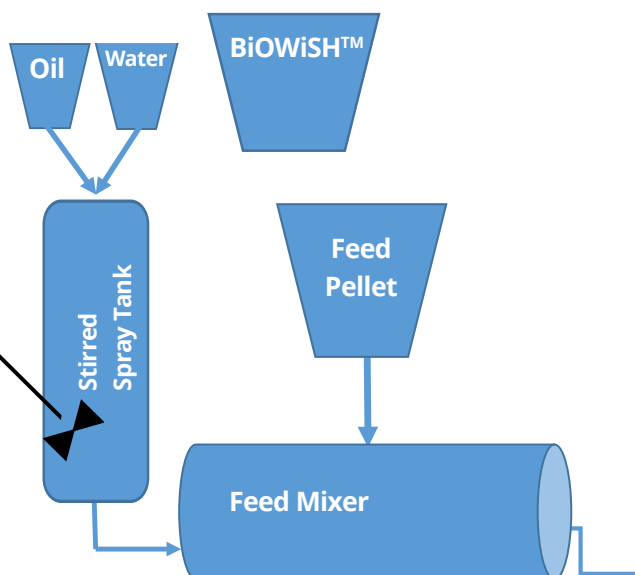 Oil
Water
BiOWiSH™
Feed
Pellet
Stirred
Spray Tank
Feed Mixer